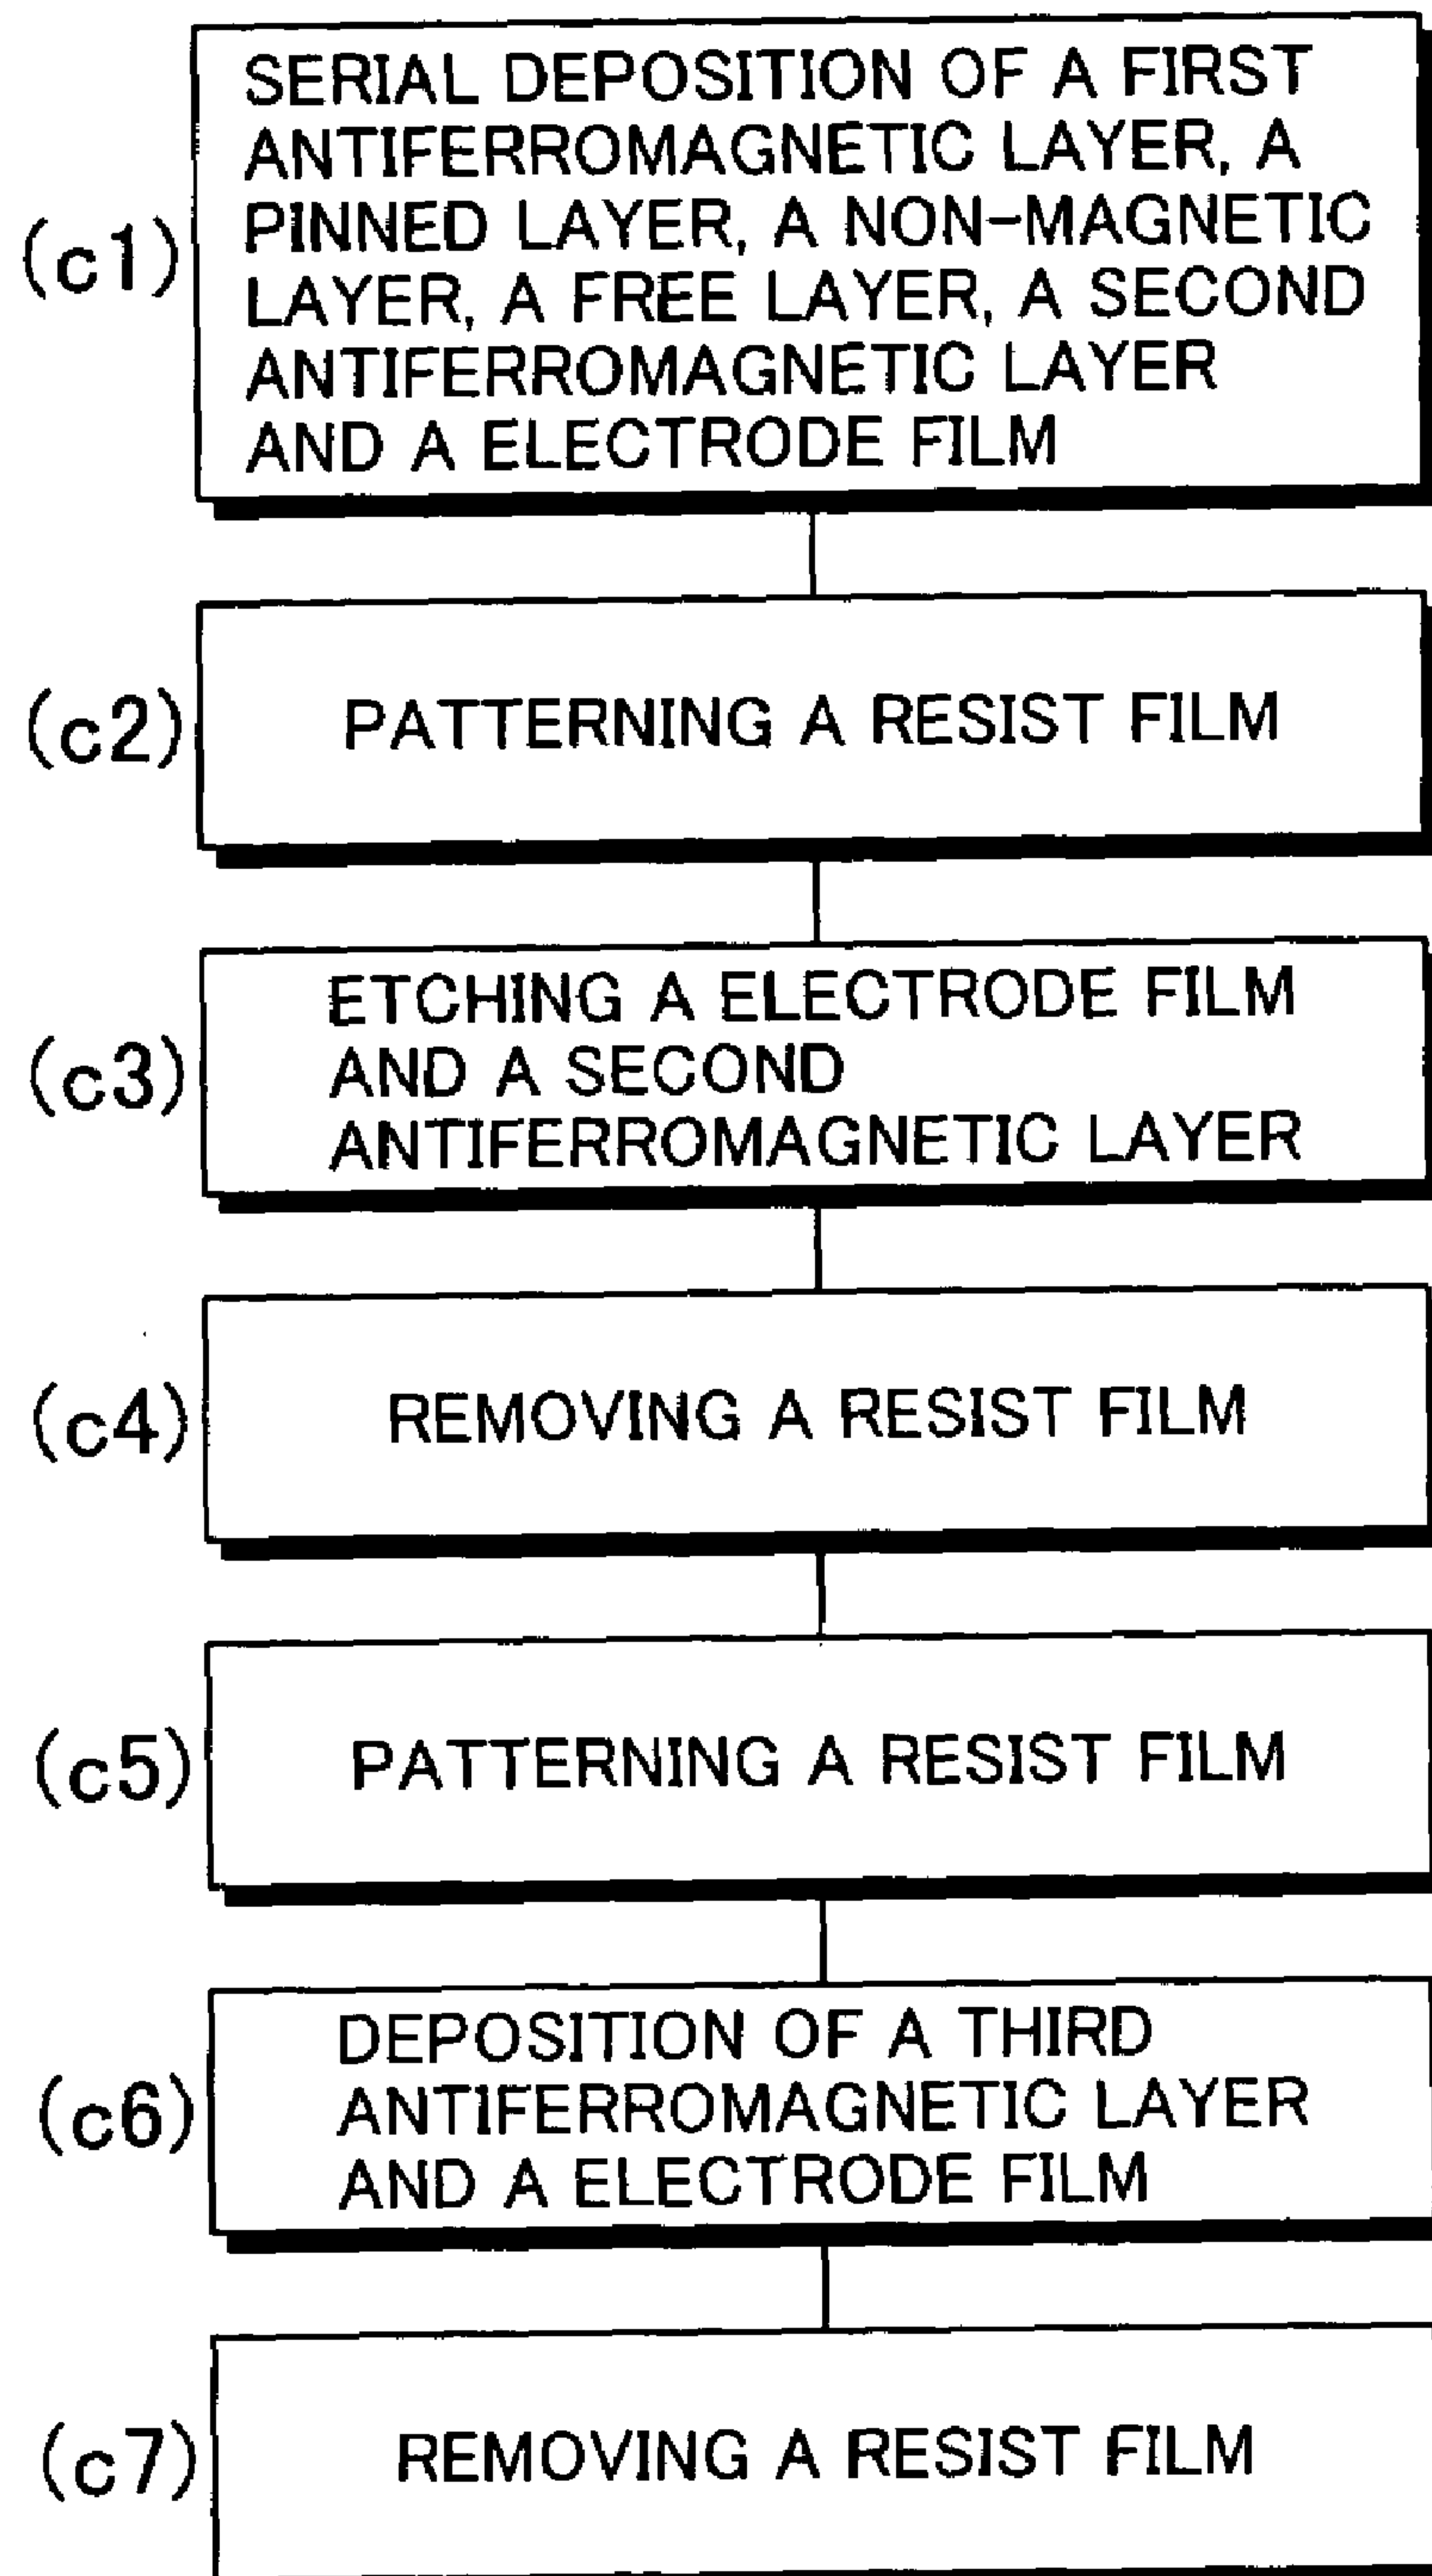 (c1)
SERIAL DEPOSITION OF A FIRST
ANTIFERROMAGNETIC LAYER, A
PINNED LAYER, A NON-MAGNETIC
LAYER, A FREE LAYER, A SECOND
ANTIFERROMAGNETIC LAYER
AND A ELECTRODE FILM
(c2)
PATTERNING A RESIST FILM
(c3)
ETCHING A ELECTRODE FILM
AND A SECOND
ANTIFERROMAGNETIC LAYER
(c4)
REMOVING A RESIST FILM
(c5)
PATTERNING A RESIST FILM
(c6)
DEPOSITION OF A THIRD
ANTIFERROMAGNETIC LAYER
AND A ELECTRODE FILM
(c7)
REMOVING A RESIST FILM